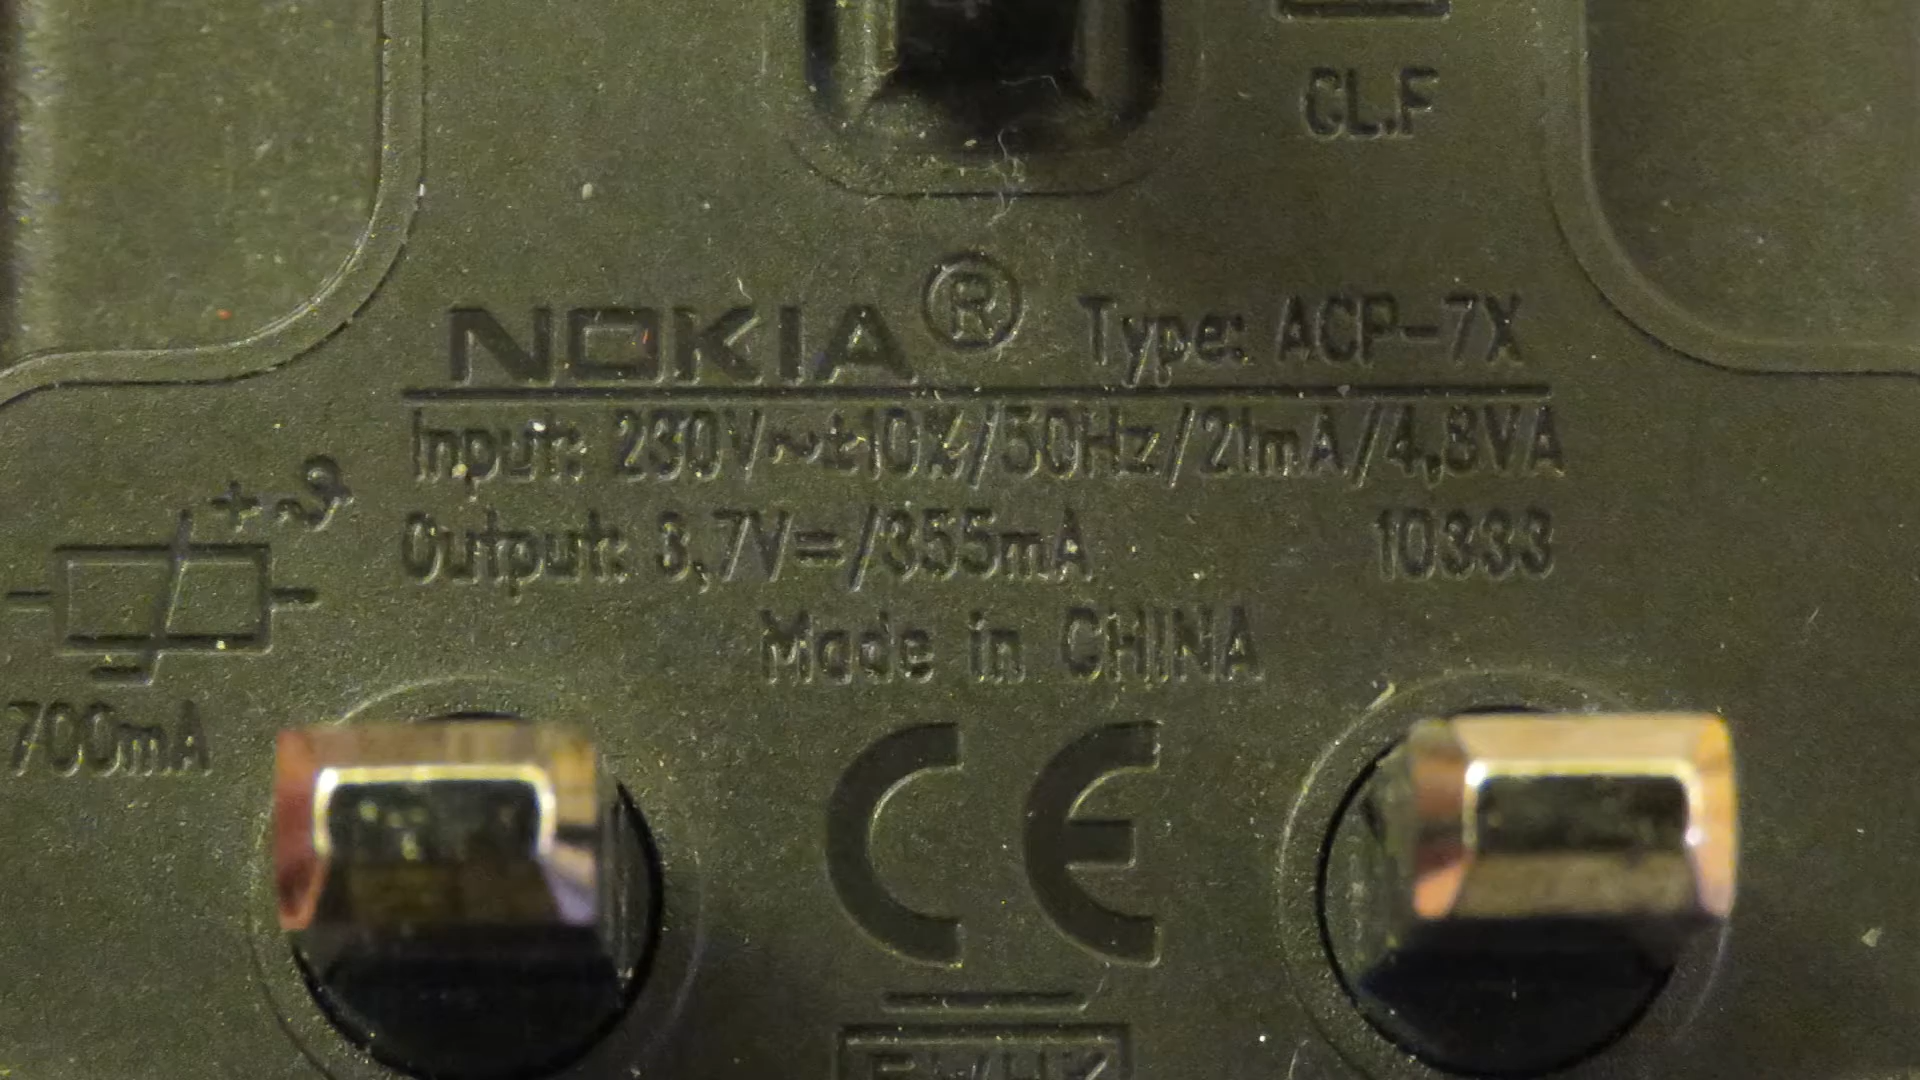 CL.F
NOKIA® Type: ACP-7X
Input: 230V~±10%/50Hz/21mA/4,8VA
Output: 3,7V=/355mA 10333
Made in CHINA
700mA
CE